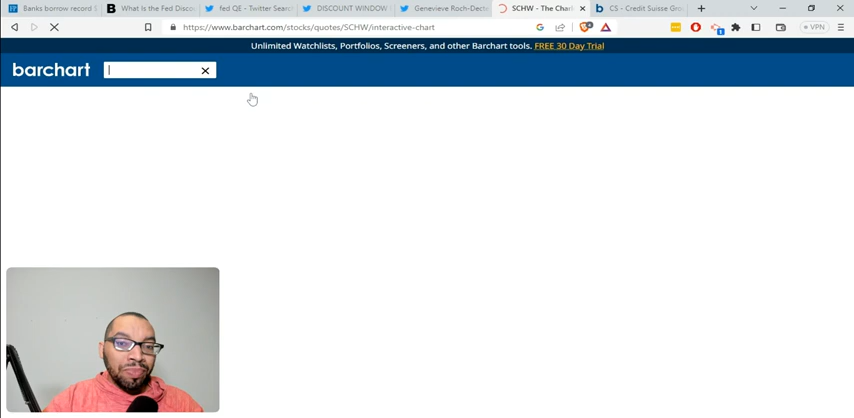 Banks borrow record $
What Is the Fed Disco
fed QE - Twitter Searc
DISCOUNT WINDOW
Genevieve Roch-Decte
SCHW - The Charl
CS - Credit Suisse Gro
https://www.barchart.com/stocks/quotes/SCHW/interactive-chart
VPN
Unlimited Watchlists, Portfolios, Screeners, and other Barchart tools. FREE 30 Day Trial
barchart